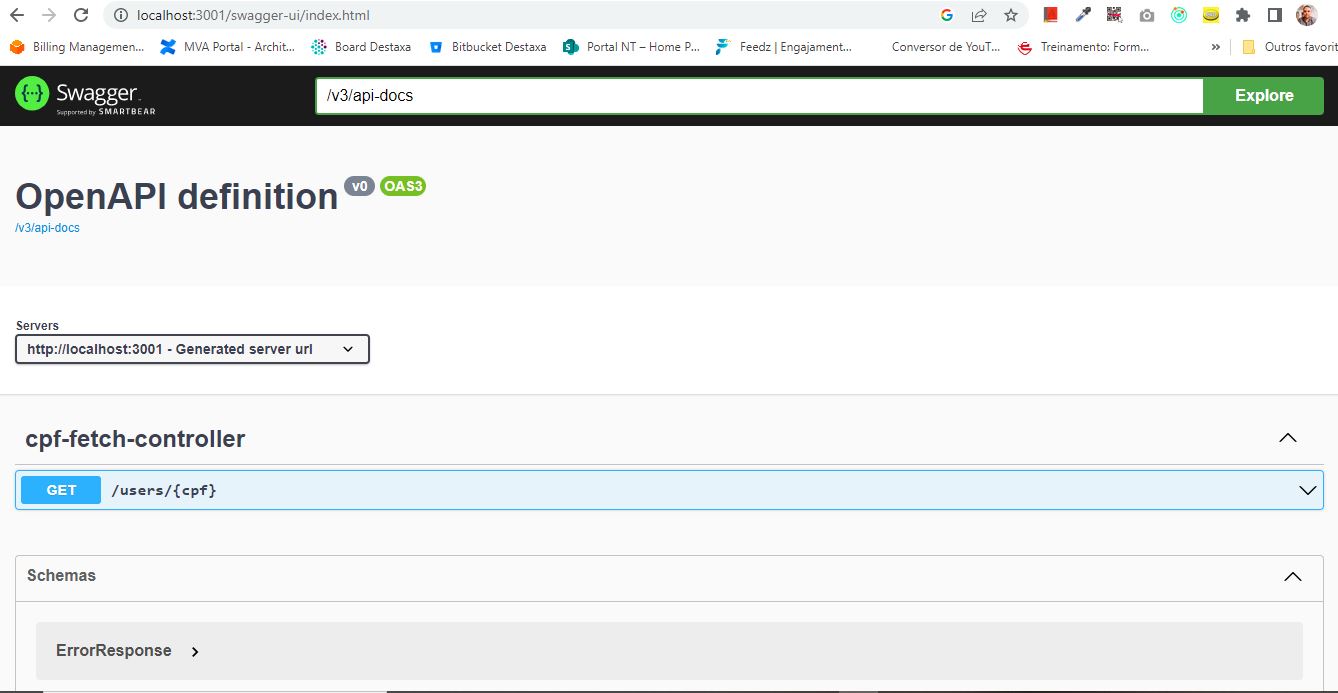 localhost:3001/swagger-ui/index.html
Billing Managemen... MVA Portal - Archit... Board Destaxa Bitbucket Destaxa Portal NT – Home P... Feedz | Engajament... Conversor de YouT... Treinamento: Form... » Outros favorit
Swagger
Supported by SMARTBEAR
/v3/api-docs
Explore
OpenAPI definition v0 OAS3
/v3/api-docs
Servers
http://localhost:3001 - Generated server url
cpf-fetch-controller
GET /users/{cpf}
Schemas
ErrorResponse